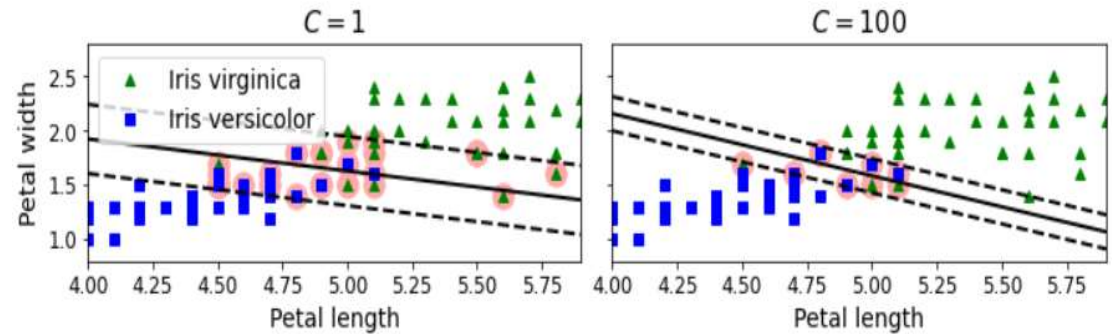 C = 1
C = 100
Petal width
2.5
2.0
1.5
1.0
Iris virginica
Iris versicolor
4.00 4.25 4.50 4.75 5.00 5.25 5.50 5.75
4.00 4.25 4.50 4.75 5.00 5.25 5.50 5.75
Petal length
Petal length